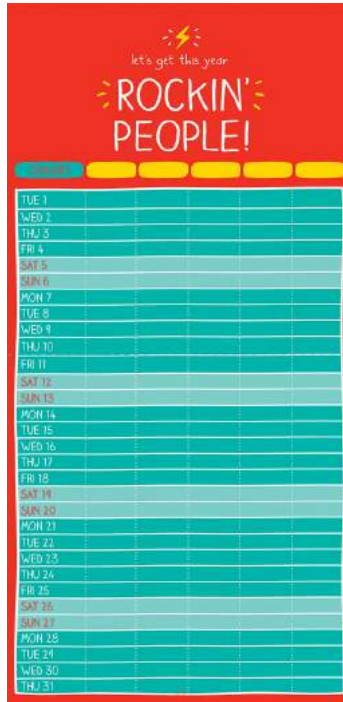 let's get this year
ROCKIN'
PEOPLE!
TUE 1
WED 2
THU 3
FRI 4
SAT 5
SUN 6
MON 7
TUE 8
WED 9
THU 10
FRI 11
SAT 12
SUN 13
MON 14
TUE 15
WED 16
THU 17
FRI 18
SAT 19
SUN 20
MON 21
TUE 22
WED 23
THU 24
FRI 25
SAT 26
SUN 27
MON 28
TUE 29
WED 30
THU 31